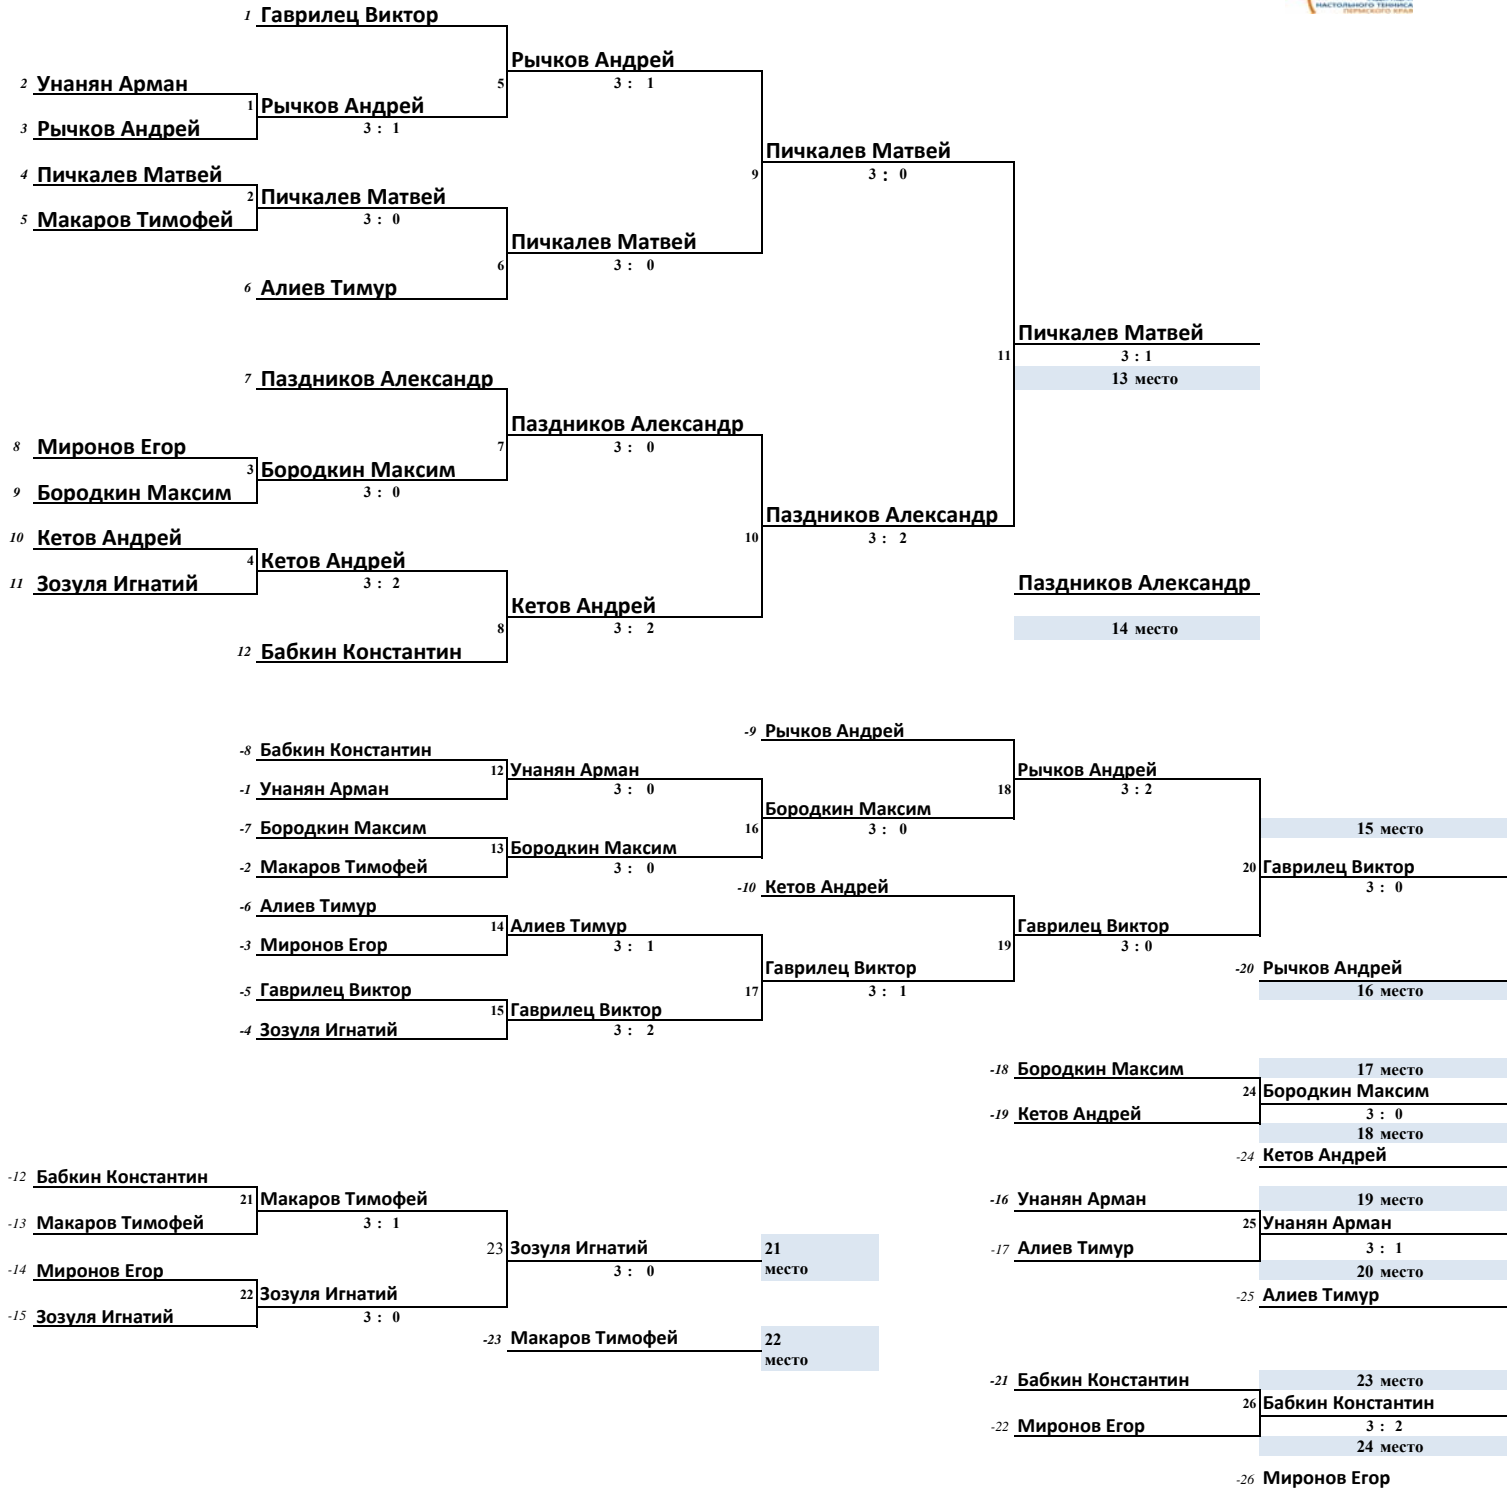 НАСТОЛЬНОГО ТЕННИСА
ПЕРМСКОГО КРАЯ
1 Гаврилец Виктор
Рычков Андрей
2 Унанян Арман
5
3 : 1
1 Рычков Андрей
3 Рычков Андрей
3 : 1
Пичкалев Матвей
4 Пичкалев Матвей
9
3 : 0
2 Пичкалев Матвей
5 Макаров Тимофей
3 : 0
Пичкалев Матвей
6
3 : 0
6 Алиев Тимур
Пичкалев Матвей
11
3 : 1
7 Паздников Александр
13 место
Паздников Александр
8 Миронов Егор
7
3 : 0
3 Бородкин Максим
9 Бородкин Максим
3 : 0
Паздников Александр
10 Кетов Андрей
10
3 : 2
4 Кетов Андрей
11 Зозуля Игнатий
3 : 2
Паздников Александр
Кетов Андрей
8
3 : 2
14 место
12 Бабкин Константин
-9 Рычков Андрей
-8 Бабкин Константин
12 Унанян Арман
Рычков Андрей
-1 Унанян Арман
3 : 0
18
3 : 2
Бородкин Максим
-7 Бородкин Максим
16
3 : 0
15 место
13 Бородкин Максим
-2 Макаров Тимофей
3 : 0
20 Гаврилец Виктор
-10 Кетов Андрей
3 : 0
-6 Алиев Тимур
14 Алиев Тимур
Гаврилец Виктор
-3 Миронов Егор
3 : 1
19
3 : 0
Гаврилец Виктор
-20 Рычков Андрей
-5 Гаврилец Виктор
17
3 : 1
16 место
15 Гаврилец Виктор
-4 Зозуля Игнатий
3 : 2
-18 Бородкин Максим
17 место
24 Бородкин Максим
-19 Кетов Андрей
3 : 0
18 место
-24 Кетов Андрей
-12 Бабкин Константин
21 Макаров Тимофей
-16 Унанян Арман
19 место
-13 Макаров Тимофей
3 : 1
25 Унанян Арман
23 Зозуля Игнатий
21
место
-17 Алиев Тимур
3 : 1
-14 Миронов Егор
3 : 0
20 место
22 Зозуля Игнатий
-25 Алиев Тимур
-15 Зозуля Игнатий
3 : 0
-23 Макаров Тимофей
22
место
-21 Бабкин Константин
23 место
26 Бабкин Константин
-22 Миронов Егор
3 : 2
24 место
-26 Миронов Егор